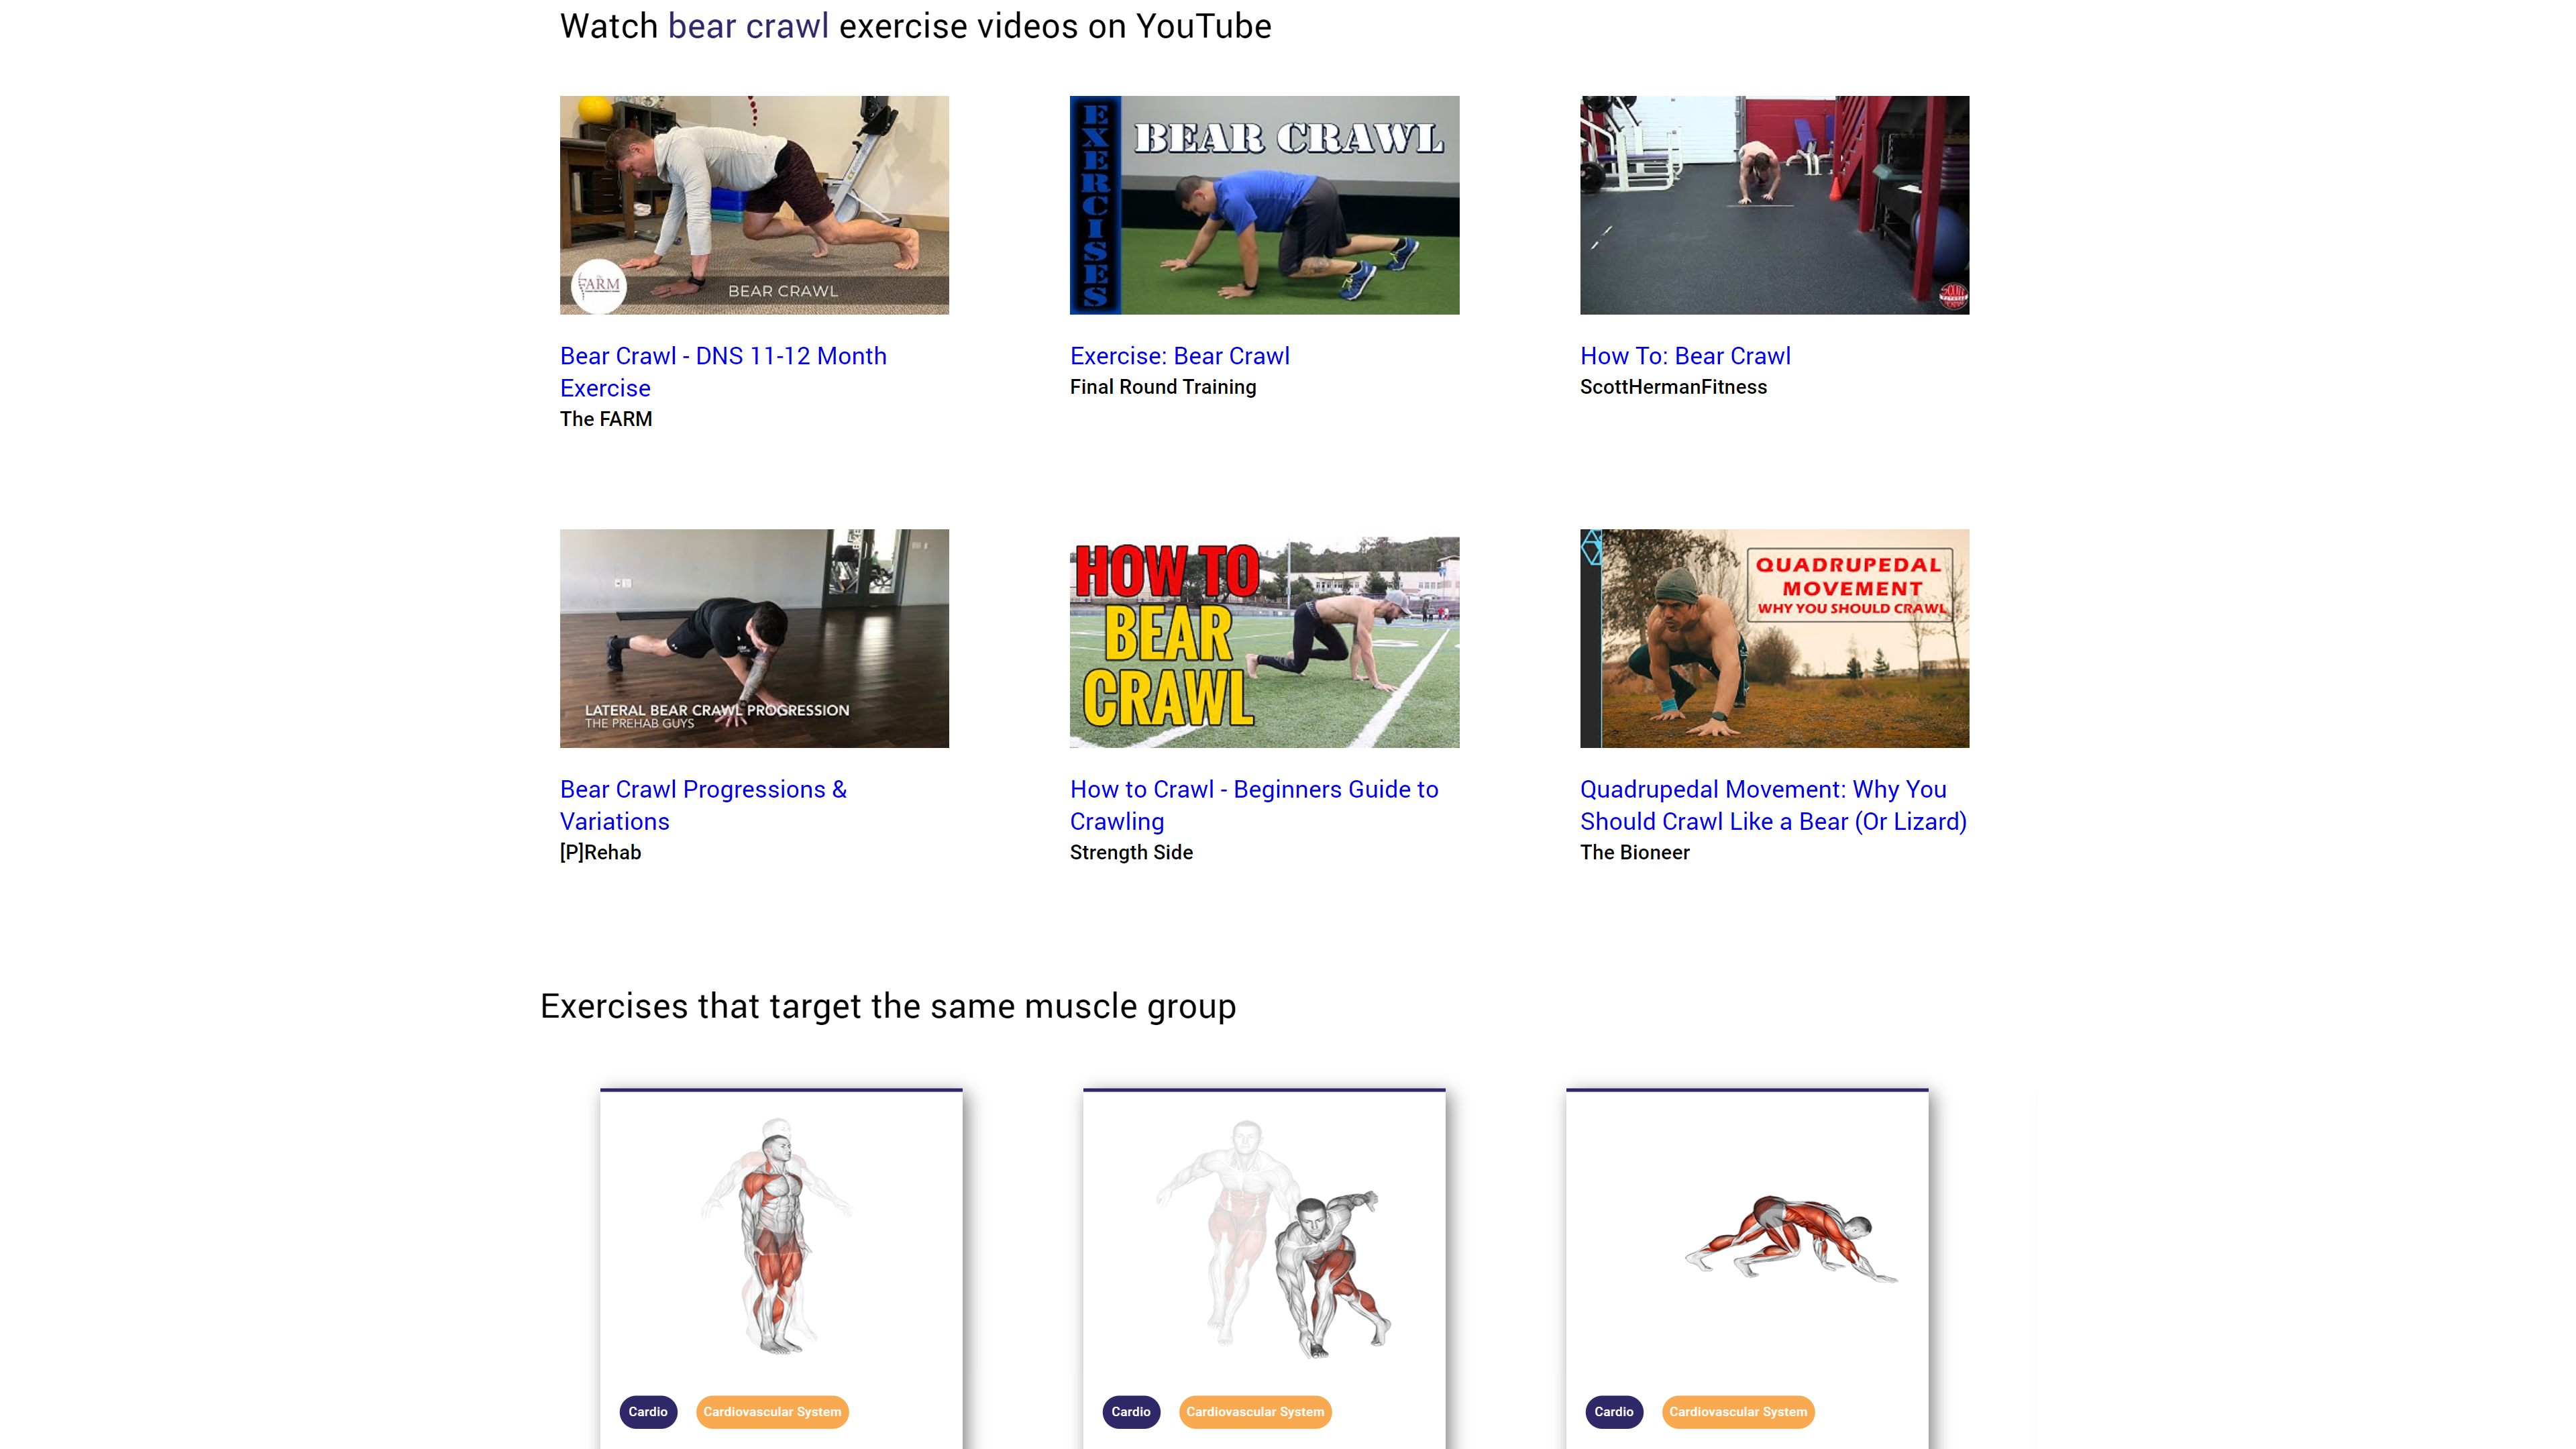 Watch bear crawl exercise videos on YouTube
FARM
BEAR CRAWL
EXERCISES
BEAR CRAWL
Bear Crawl - DNS 11-12 Month
Exercise
The FARM
Exercise: Bear Crawl
Final Round Training
How To: Bear Crawl
ScottHermanFitness
LATERAL BEAR CRAWL PROGRESSION
THE PREHAB GUYS
HOW TO
BEAR
CRAWL
QUADRUPEDAL
MOVEMENT
WHY YOU SHOULD CRAWL
Bear Crawl Progressions &
Variations
[P]Rehab
How to Crawl - Beginners Guide to
Crawling
Strength Side
Quadrupedal Movement: Why You
Should Crawl Like a Bear (Or Lizard)
The Bioneer
Exercises that target the same muscle group
Cardio
Cardiovascular System
Cardio
Cardiovascular System
Cardio
Cardiovascular System